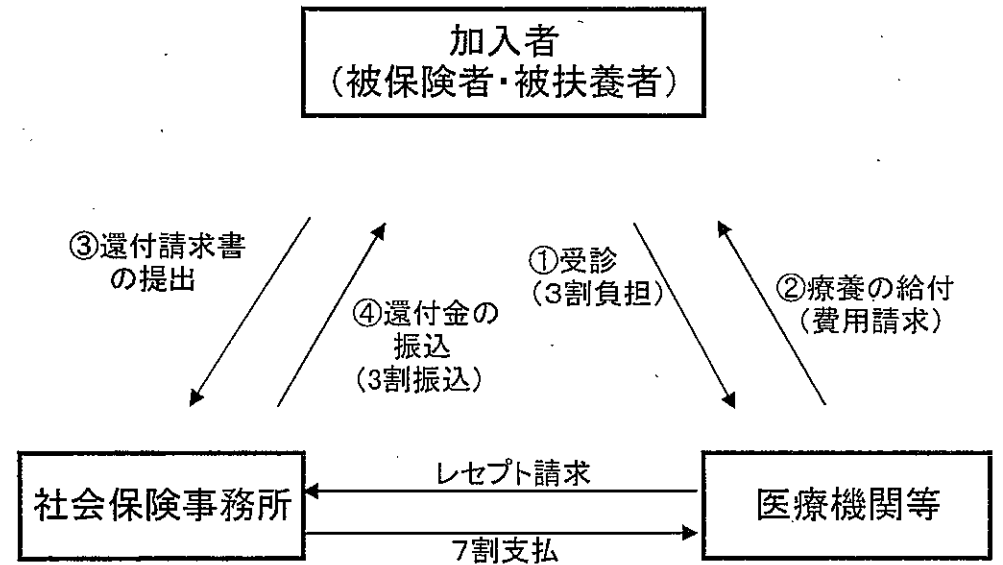 加入者
(被保険者・被扶養者)
③還付請求書
の提出
④還付金の
振込
(3割振込)
①受診
(3割負担)
②療養の給付
(費用請求)
社会保険事務所
レセプト請求
7割支払
医療機関等